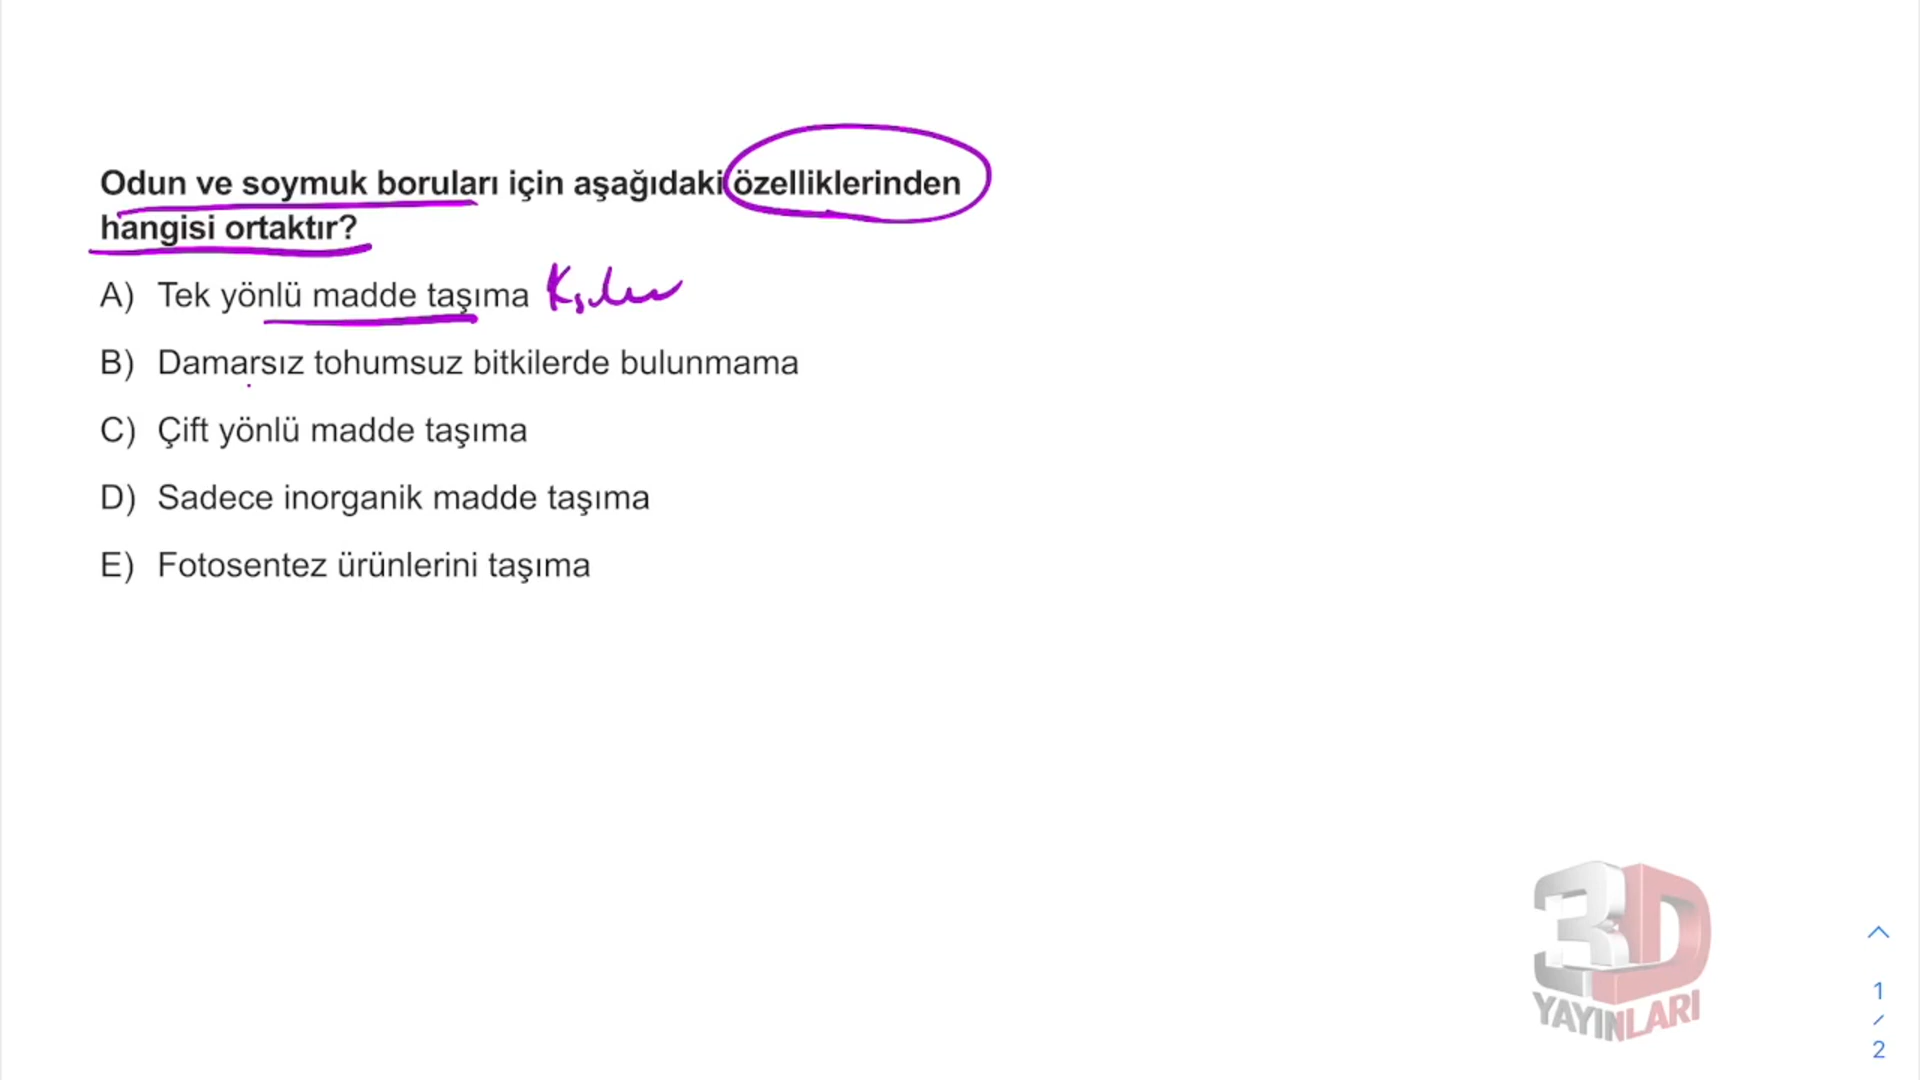 Odun ve soymuk boruları için aşağıdaki özelliklerinden
hangisi ortaktır?
A) Tek yönlü madde taşıma
B) Damarsız tohumsuz bitkilerde bulunmama
C) Çift yönlü madde taşıma
D) Sadece inorganik madde taşıma
E) Fotosentez ürünlerini taşıma
3D
YAYINLARI
1
/
2